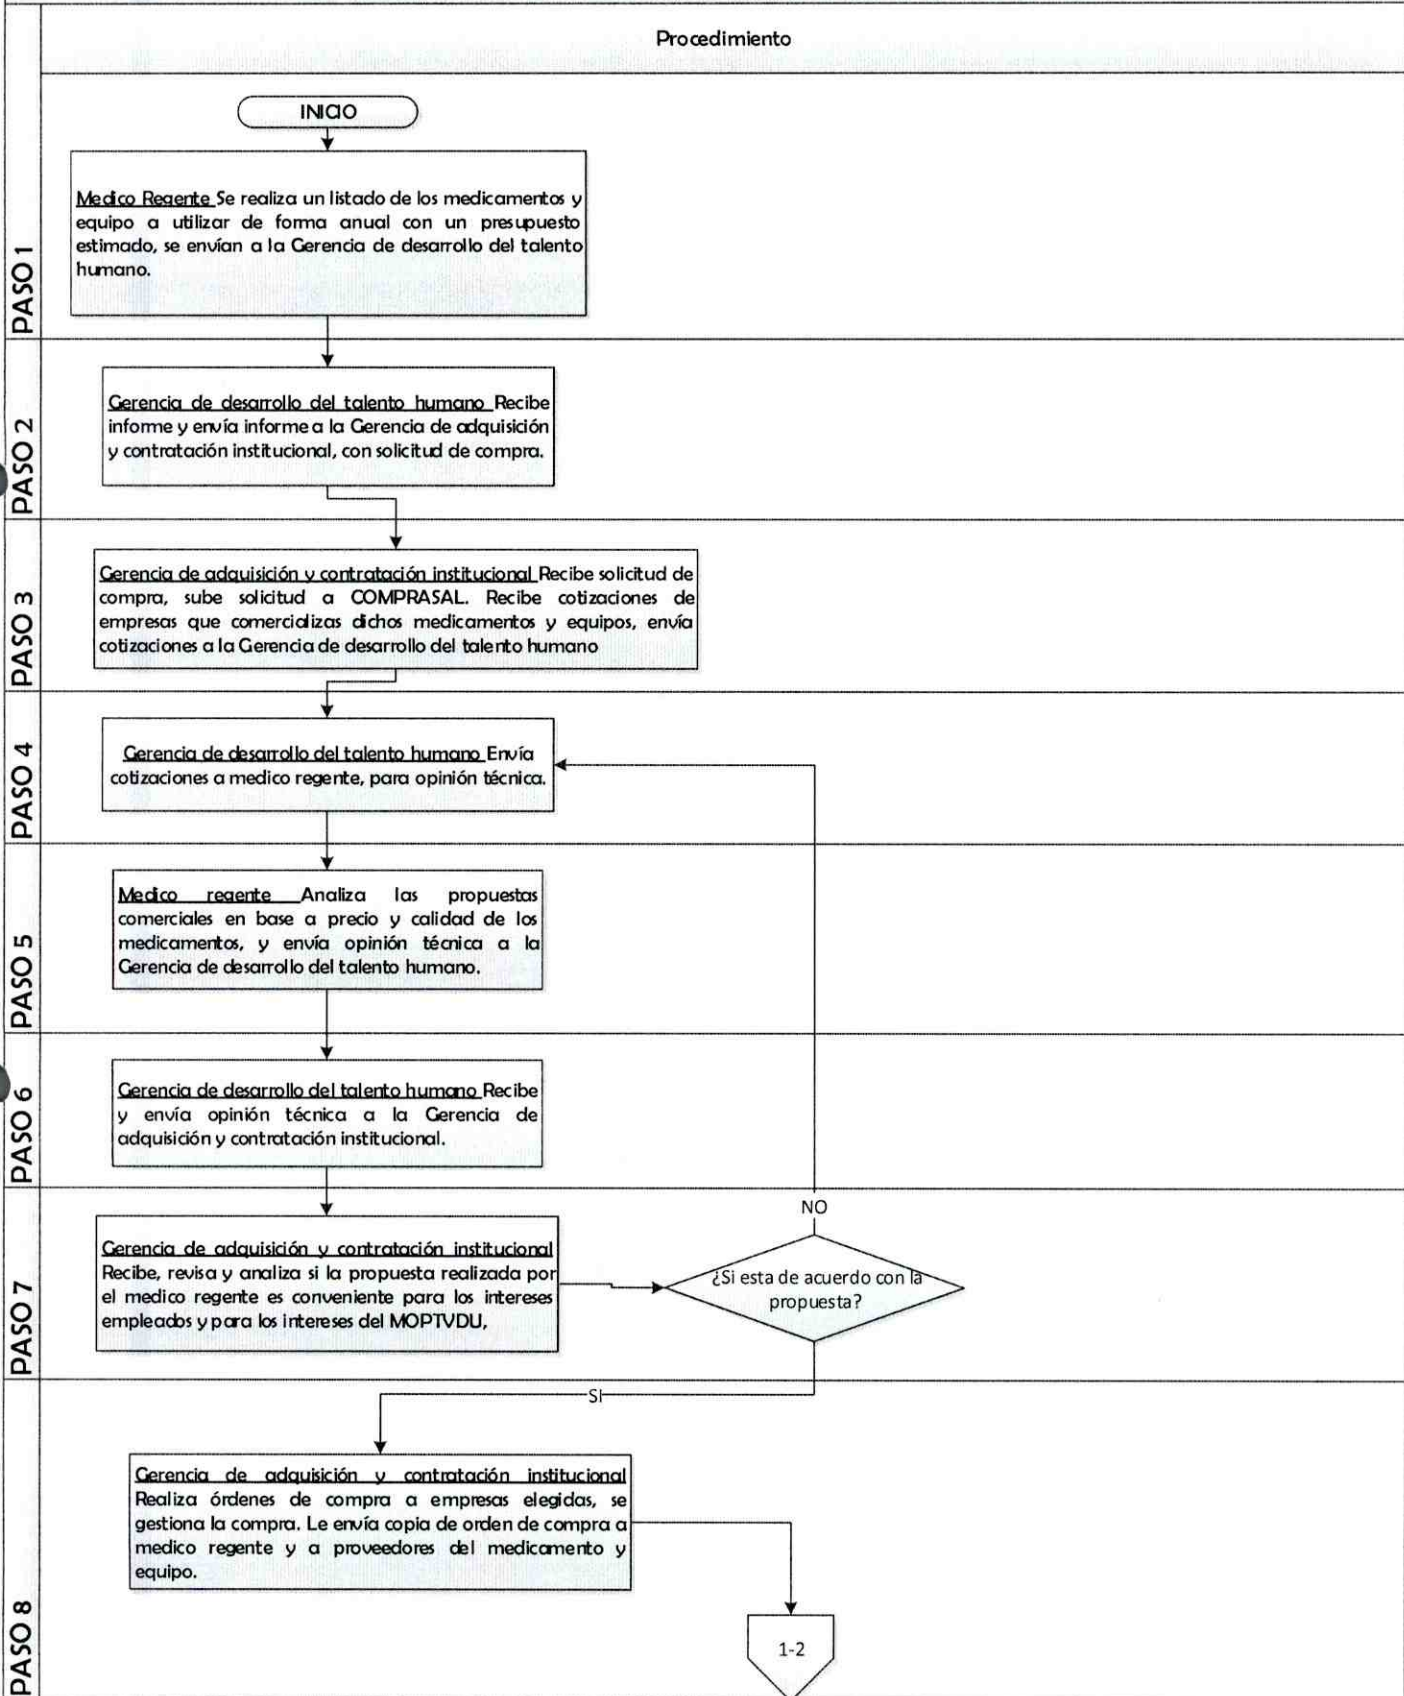 Procedimiento
INICIO
PASO 1
Medico Regente Se realiza un listado de los medicamentos y
equipo a utilizar de forma anual con un presupuesto
estimado, se envían a la Gerencia de desarrollo del talento
humano.
PASO 2
Gerencia de desarrollo del talento humano Recibe
informe y envía informe a la Gerencia de adquisición
y contratación institucional, con solicitud de compra.
PASO 3
Gerencia de adquisición y contratación institucional Recibe solicitud de
compra, sube solicitud a COMPRASAL. Recibe cotizaciones de
empresas que comercializas dichos medicamentos y equipos, envía
cotizaciones a la Gerencia de desarrollo del talento humano
PASO 4
Gerencia de desarrollo del talento humano Envía
cotizaciones a medico regente, para opinión técnica.
PASO 5
Medico regente Analiza las propuestas
comerciales en base a precio y calidad de los
medicamentos, y envía opinión técnica a la
Gerencia de desarrollo del talento humano.
PASO 6
Gerencia de desarrollo del talento humano Recibe
y envía opinión técnica a la Gerencia de
adquisición y contratación institucional.
PASO 7
Gerencia de adquisición y contratación institucional
Recibe, revisa y analiza si la propuesta realizada por
el medico regente es conveniente para los intereses
empleados y para los intereses del MOPTVDU,
NO
¿Si esta de acuerdo con la
propuesta?
SI
PASO 8
Gerencia de adquisición y contratación institucional
Realiza órdenes de compra a empresas elegidas, se
gestiona la compra. Le envía copia de orden de compra a
medico regente y a proveedores del medicamento y
equipo.
1-2